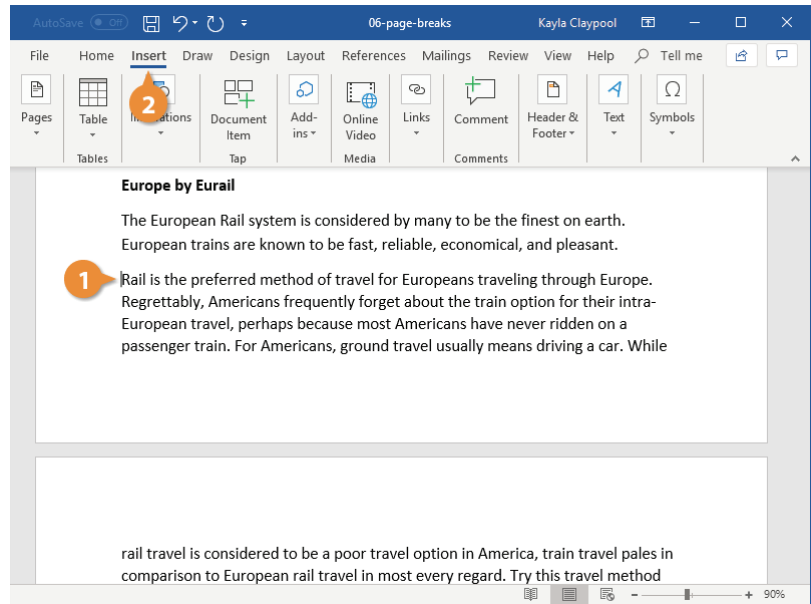 AutoSave Off 06-page-breaks Kayla Claypool
File Home Insert Draw Design Layout References Mailings Review View Help Tell me
2
Pages Table Document Item Add-ins Online Video Links Comment Header & Footer Text Symbols
Tables Tap Media Comments
Europe by Eurail
The European Rail system is considered by many to be the finest on earth.
European trains are known to be fast, reliable, economical, and pleasant.
1
Rail is the preferred method of travel for Europeans traveling through Europe.
Regrettably, Americans frequently forget about the train option for their intra-
European travel, perhaps because most Americans have never ridden on a
passenger train. For Americans, ground travel usually means driving a car. While
rail travel is considered to be a poor travel option in America, train travel pales in
comparison to European rail travel in most every regard. Try this travel method
90%